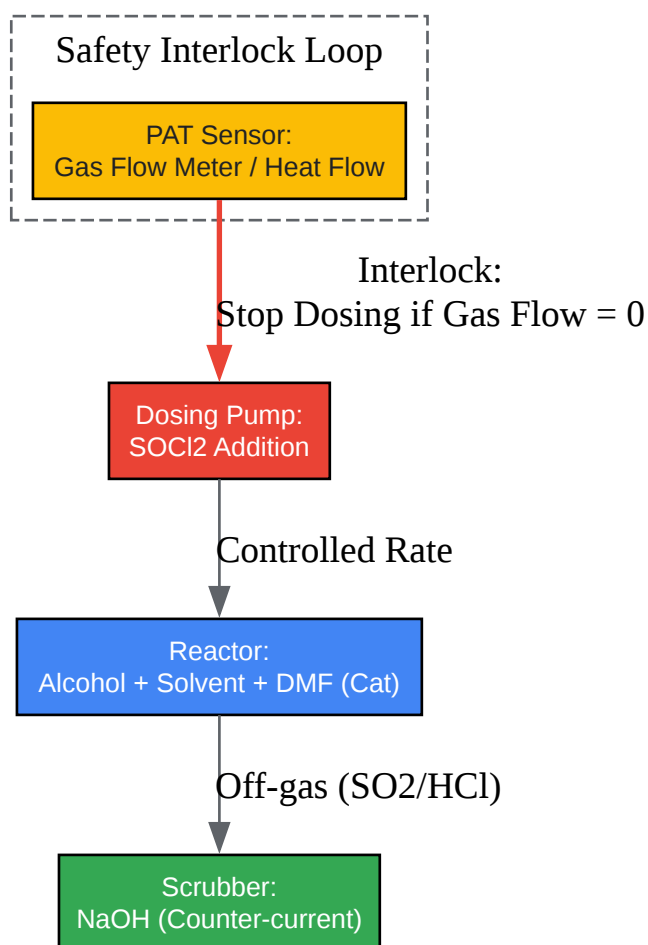 Safety Interlock Loop
PAT Sensor:
Gas Flow Meter / Heat Flow
Interlock:
Stop Dosing if Gas Flow = 0
Dosing Pump:
SOCl2 Addition
Controlled Rate
Reactor:
Alcohol + Solvent + DMF (Cat)
Off-gas (SO2/HCl)
Scrubber:
NaOH (Counter-current)